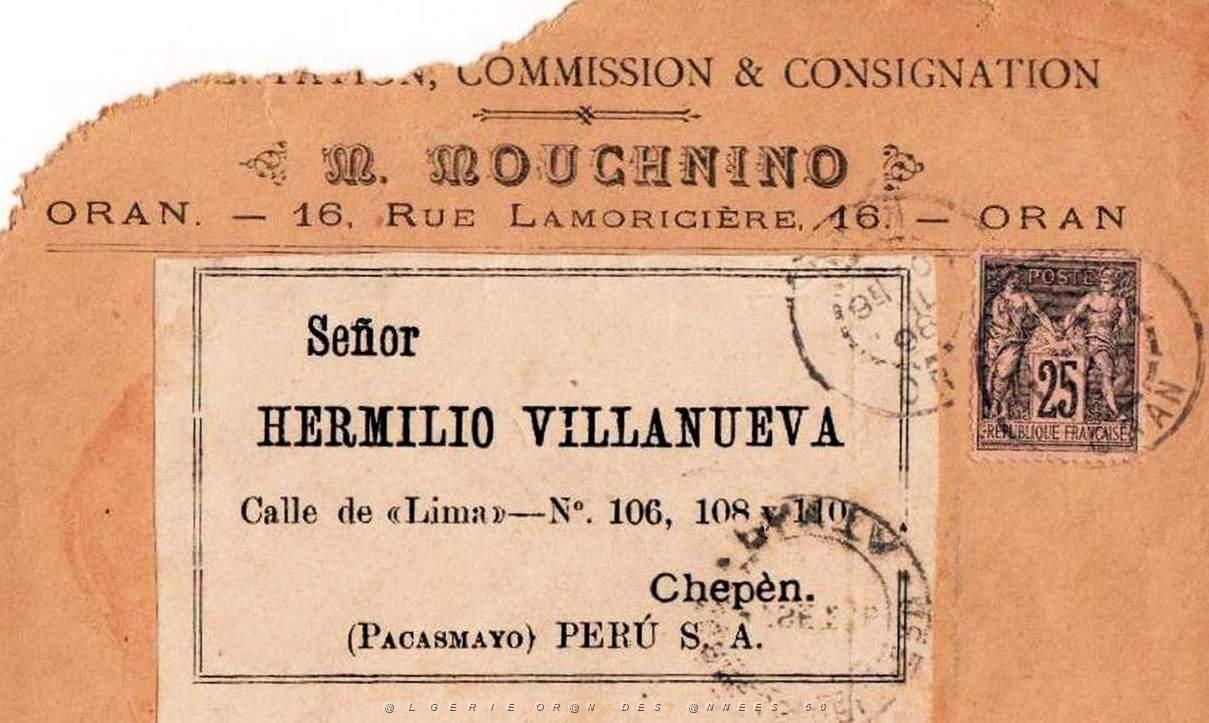 COMMISSION & CONSIGNATION
M. MOUCHNINO
ORAN. — 16, RUE LAMORICIÈRE, 16. — ORAN
POSTE
25
RÉPUBLIQUE FRANÇAISE
Señor
HERMILIO VILLANUEVA
Calle de «Lima»—Nº. 106, 108 y 110
Chepèn.
(PACASMAYO) PERÚ S. A.
@LGERIE OR@N DES @NNEES 50